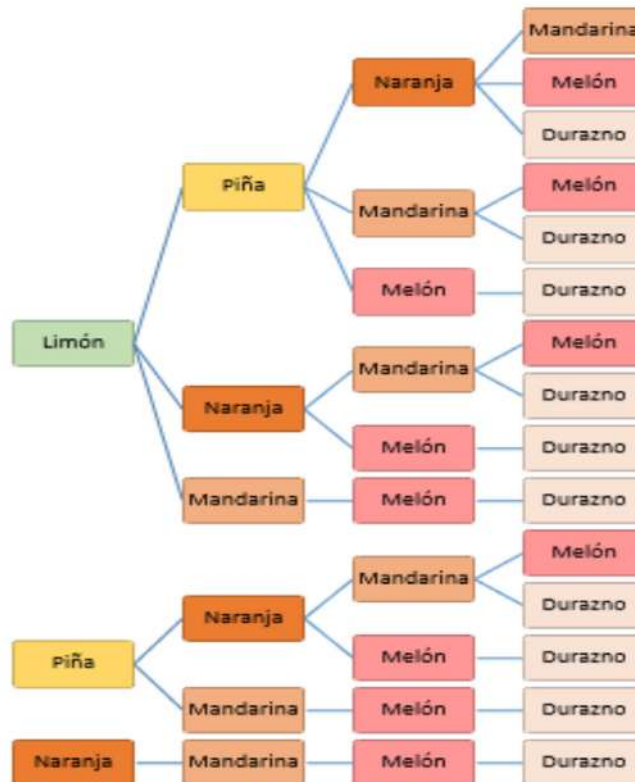 Mandarina
Naranja Melón
Durazno
Piña Melón
Mandarina
Durazno
Melón Durazno
Limón Melón
Mandarina
Naranja Durazno
Melón Durazno
Mandarina Melón Durazno
Melón
Mandarina
Naranja Durazno
Piña Melón Durazno
Mandarina Melón Durazno
Naranja Mandarina Melón Durazno